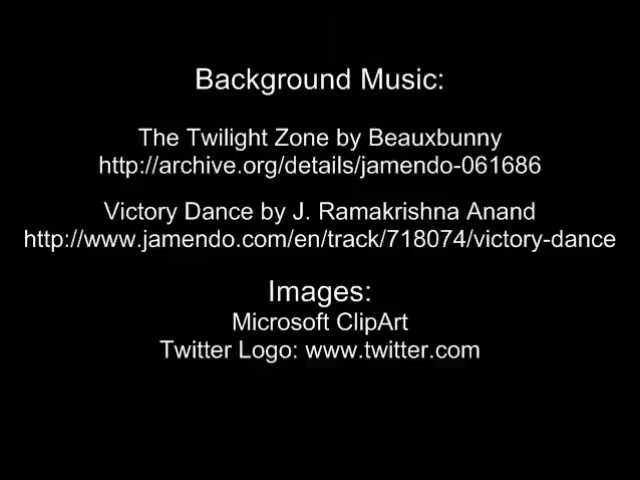 Background Music:
The Twilight Zone by Beauxbunny
http://archive.org/details/jamendo-061686
Victory Dance by J. Ramakrishna Anand
http://www.jamendo.com/en/track/718074/victory-dance
Images:
Microsoft ClipArt
Twitter Logo: www.twitter.com